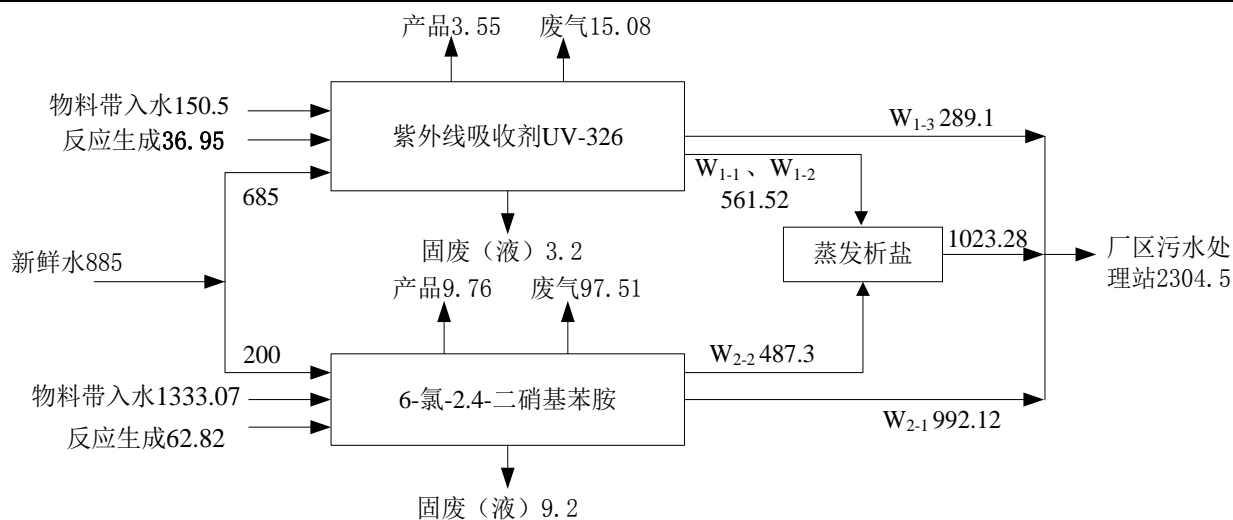 产品3.55 废气15.08
物料带入水150.5
反应生成36.95
紫外线吸收剂UV-326
W1-3 289.1
W1-1 、W1-2
561.52
685
固废（液）3.2
新鲜水885
蒸发析盐
1023.28
厂区污水处
理站2304.5
产品9.76 废气97.51
200
W2-2 487.3
物料带入水1333.07
6-氯-2.4-二硝基苯胺
反应生成62.82
W2-1 992.12
固废（液）9.2